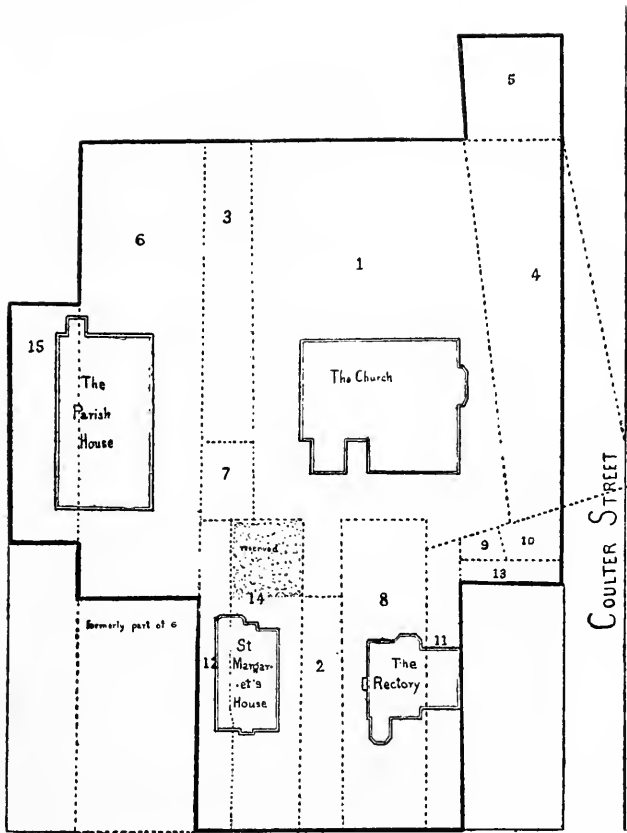 5
3
6
1
4
15
The Church
The
Parish
House
7
9
10
reserved
13
14
8
Formerly part of 6
11
St
Margar-
et's
House
12
2
The
Rectory
COULTER STREET